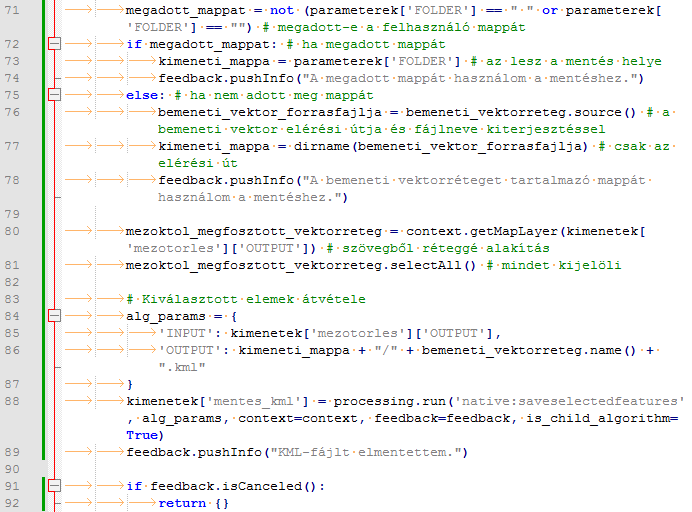 71 megadott_mappat = not (parameterek['FOLDER'] == " " or parameterek[
'FOLDER'] == "") # megadott-e a felhasználó mappát
72 if megadott_mappat: # ha megadott mappát
73 kimeneti_mappa = parameterek['FOLDER'] # az lesz a mentés helye
74 feedback.pushInfo("A megadott mappát használom a mentéshez.")
75 else: # ha nem adott meg mappát
76 bemeneti_vektor_forrasfajlja = bemeneti_vektorreteg.source() # a
bemeneti vektor elérési útja és fájlneve kiterjesztéssel
77 kimeneti_mappa = dirname(bemeneti_vektor_forrasfajlja) # csak az
elérési út
78 feedback.pushInfo("A bemeneti vektorréteget tartalmazó mappát
használom a mentéshez.")
79
80 mezoktol_megfosztott_vektorreteg = context.getMapLayer(kimenetek[
'mezotorles']['OUTPUT']) # szövegből réteggé alakítás
81 mezoktol_megfosztott_vektorreteg.selectAll() # mindet kijelöli
82
83 # Kiválasztott elemek átvétele
84 alg_params = {
85 'INPUT': kimenetek['mezotorles']['OUTPUT'],
86 'OUTPUT': kimeneti_mappa + "/" + bemeneti_vektorreteg.name() +
".kml"
87 }
88 kimenetek['mentes_kml'] = processing.run('native:saveselectedfeatures'
, alg_params, context=context, feedback=feedback, is_child_algorithm=
True)
89 feedback.pushInfo("KML-fájlt elmentettem.")
90
91 if feedback.isCanceled():
92 return {}